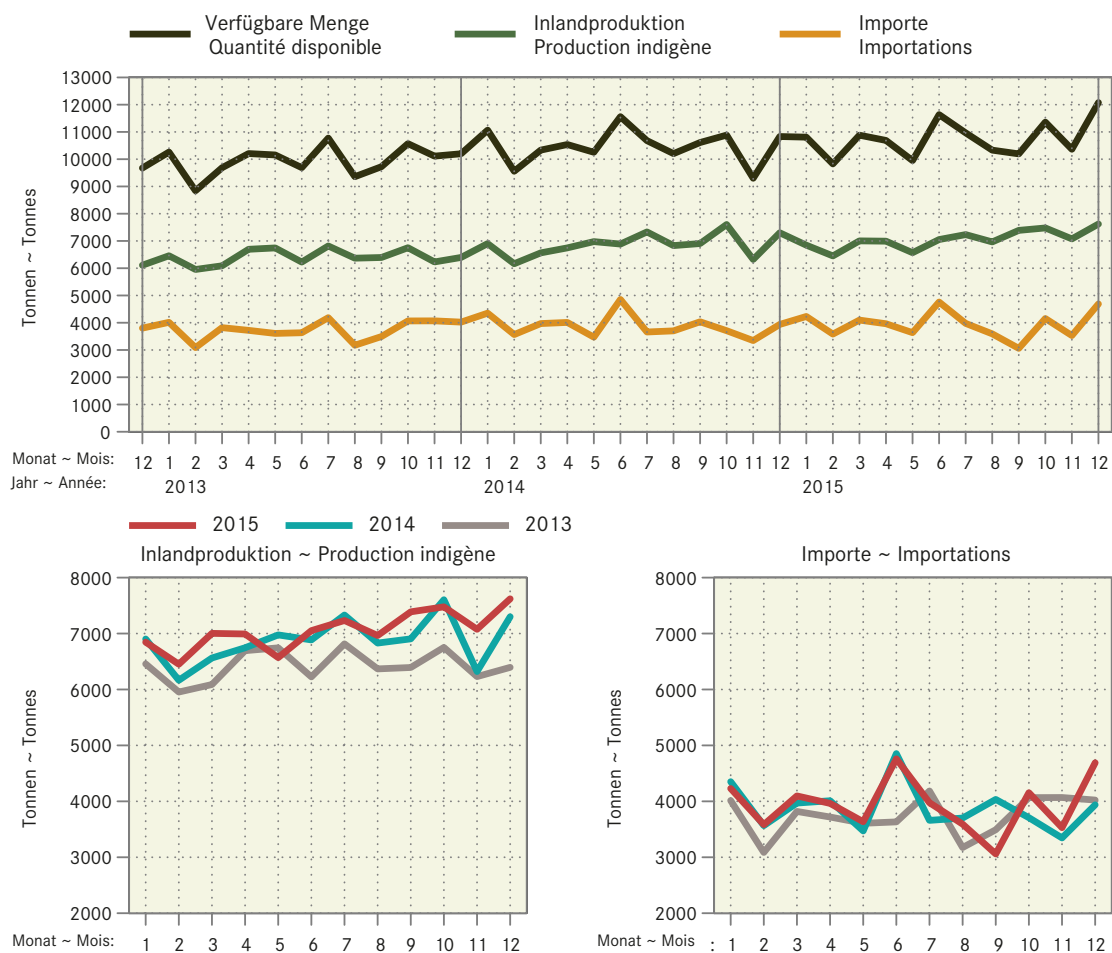 Verfügbare Menge
Quantité disponible
Inlandproduktion
Production indigène
Importe
Importations
Tonnen ~ Tonnes
13000
12000
11000
10000
9000
8000
7000
6000
5000
4000
3000
2000
1000
0
Monat ~ Mois: 12 1 2 3 4 5 6 7 8 9 10 11 12 1 2 3 4 5 6 7 8 9 10 11 12 1 2 3 4 5 6 7 8 9 10 11 12
Jahr ~ Année: 2013 2014 2015
2015 2014 2013
Inlandproduktion ~ Production indigène
Tonnen ~ Tonnes
8000
7000
6000
5000
4000
3000
2000
Monat ~ Mois: 1 2 3 4 5 6 7 8 9 10 11 12
Importe ~ Importations
Tonnen ~ Tonnes
8000
7000
6000
5000
4000
3000
2000
Monat ~ Mois : 1 2 3 4 5 6 7 8 9 10 11 12